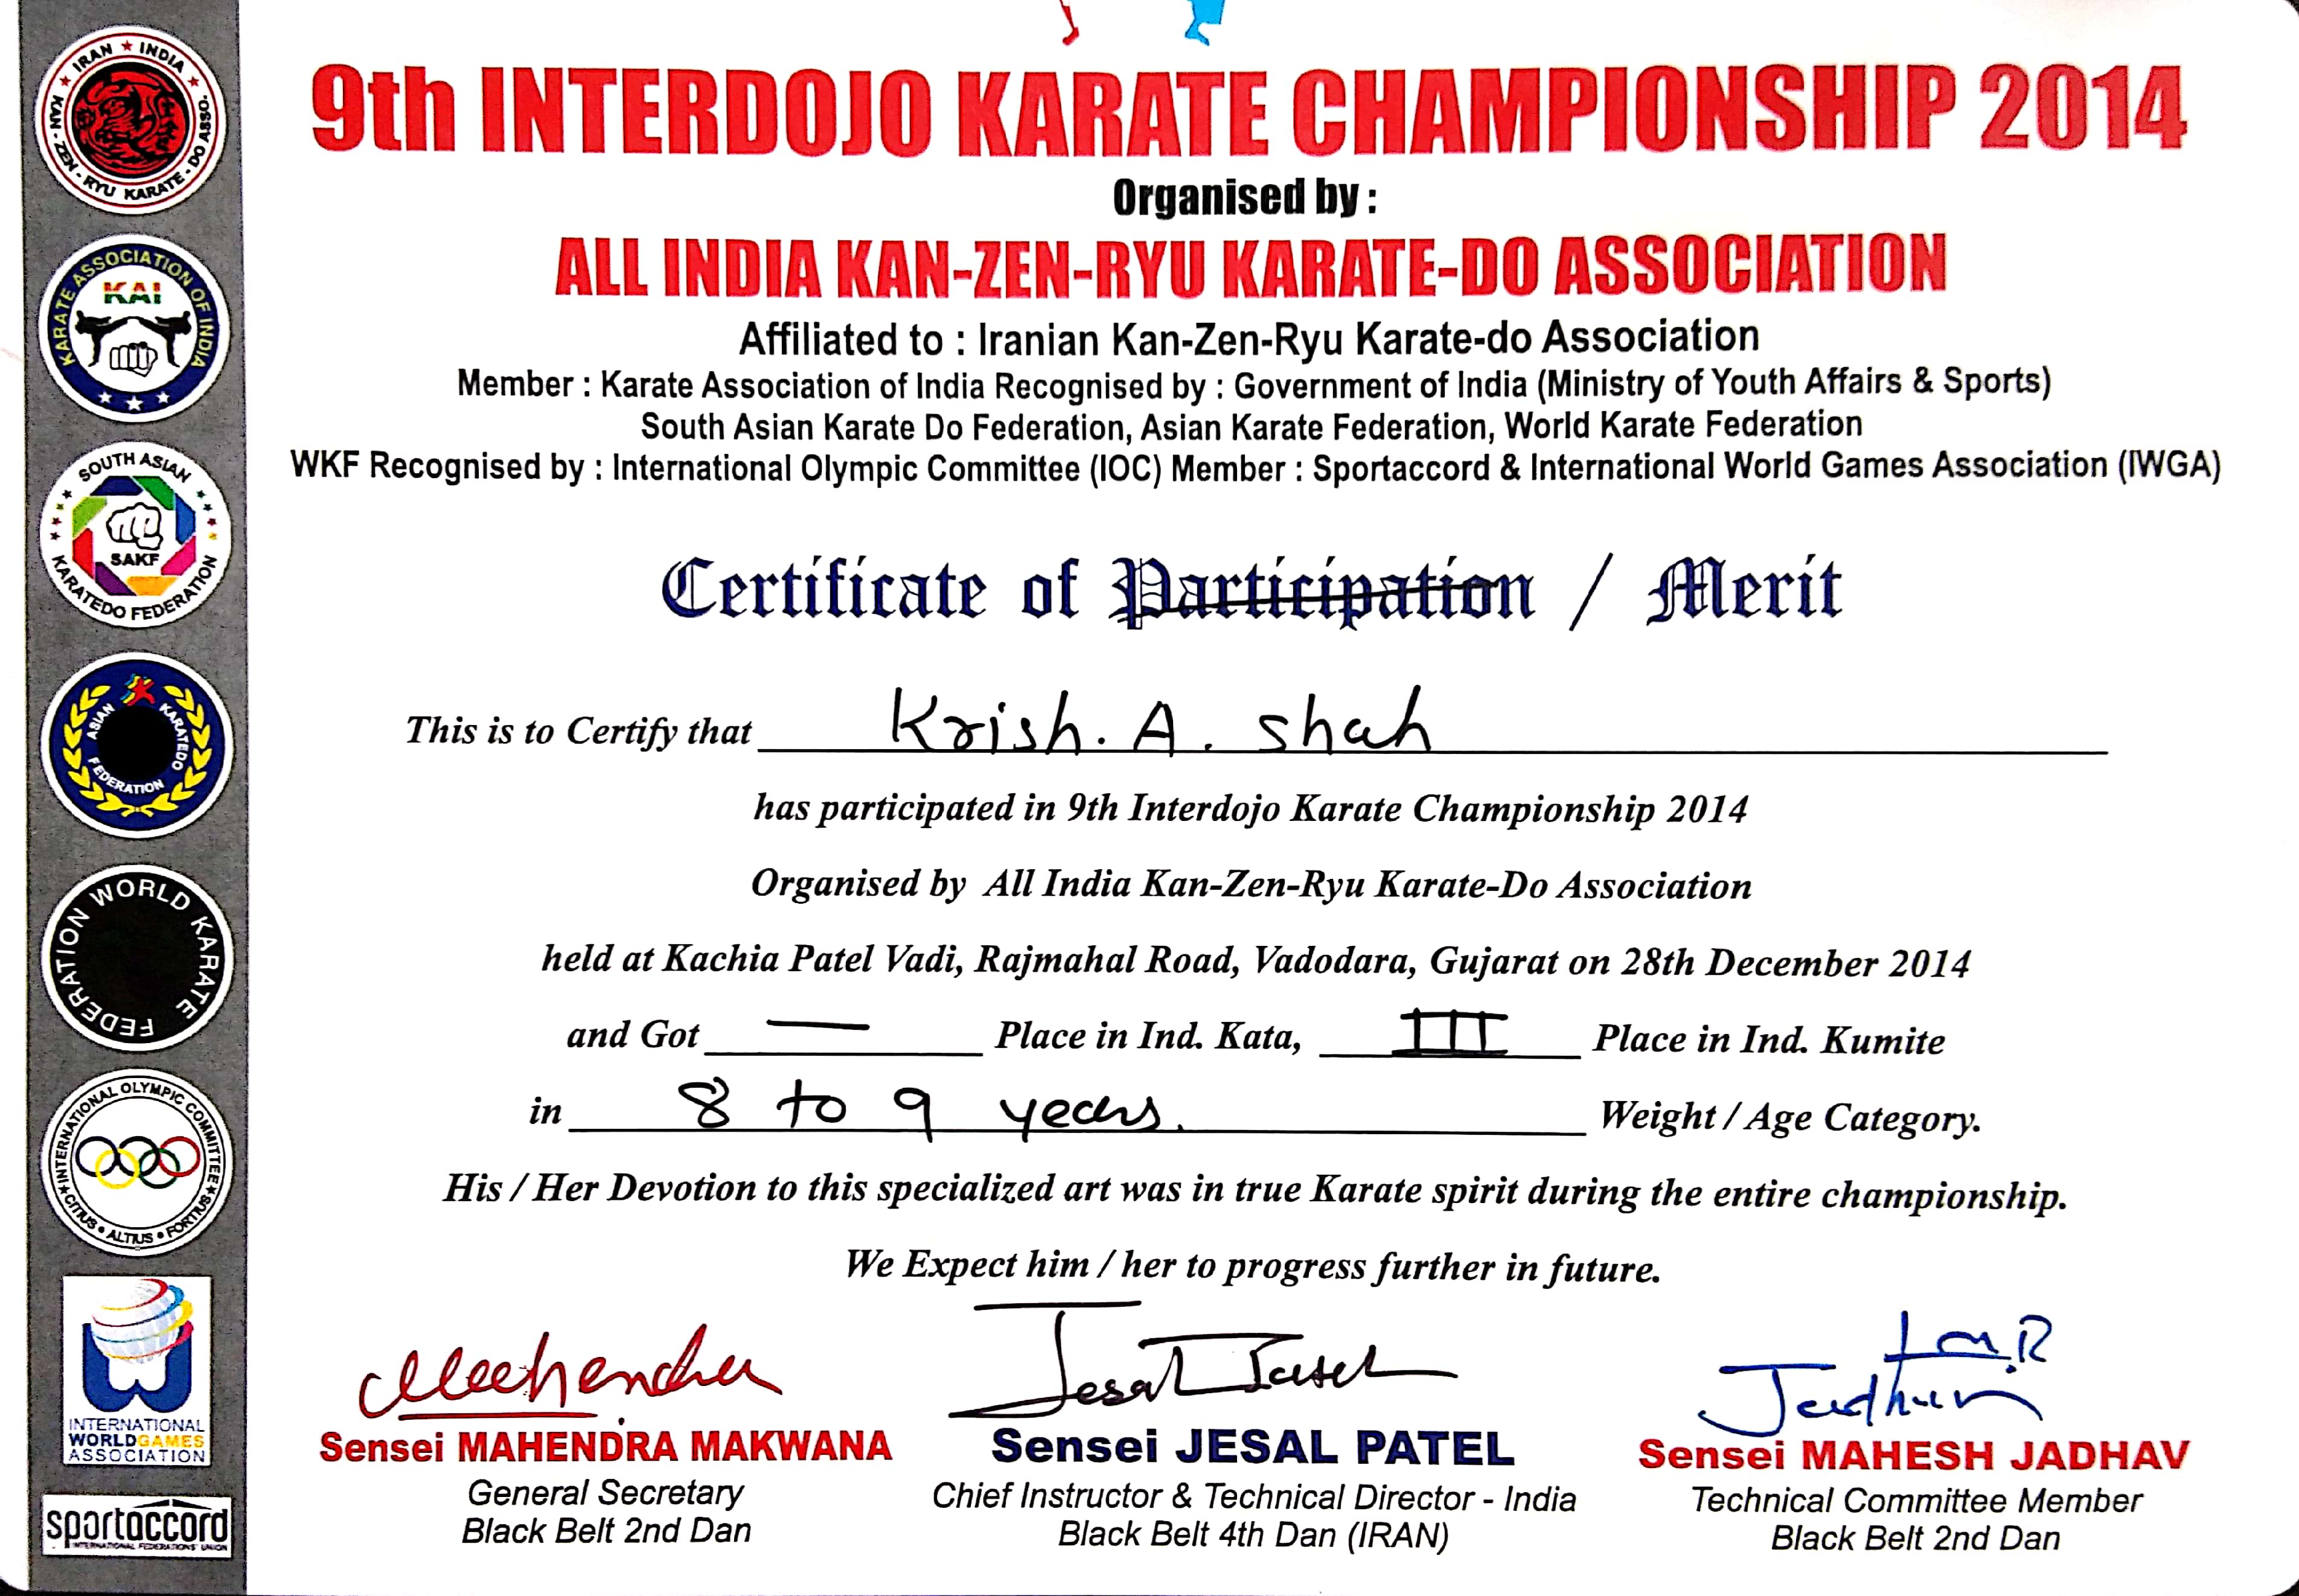 IRAN ★ INDIA ★ KAN - ZEN - RYU KARATE - DO ASSO. ★
KARATE ASSOCIATION OF INDIA
KAI
SOUTH ASIAN
SAKF
KARATEDO FEDERATION
ASIAN KARATEDO FEDERATION
WORLD KARATE FEDERATION
INTERNATIONAL OLYMPIC COMMITTEE
CITIUS • ALTIUS • FORTIUS
INTERNATIONAL
WORLD GAMES
ASSOCIATION
sportaccord
INTERNATIONAL FEDERATIONS' UNION
9th INTERDOJO KARATE CHAMPIONSHIP 2014
Organised by :
ALL INDIA KAN-ZEN-RYU KARATE-DO ASSOCIATION
Affiliated to : Iranian Kan-Zen-Ryu Karate-do Association
Member : Karate Association of India Recognised by : Government of India (Ministry of Youth Affairs & Sports)
South Asian Karate Do Federation, Asian Karate Federation, World Karate Federation
WKF Recognised by : International Olympic Committee (IOC) Member : Sportaccord & International World Games Association (IWGA)
Certificate of Participation / Merit
This is to Certify that Krish. A. Shah
has participated in 9th Interdojo Karate Championship 2014
Organised by All India Kan-Zen-Ryu Karate-Do Association
held at Kachia Patel Vadi, Rajmahal Road, Vadodara, Gujarat on 28th December 2014
and Got — Place in Ind. Kata, III Place in Ind. Kumite
in 8 to 9 years. Weight / Age Category.
His / Her Devotion to this specialized art was in true Karate spirit during the entire championship.
We Expect him / her to progress further in future.
Mahendra Jesal Patel Jadhav M.R
Sensei MAHENDRA MAKWANA Sensei JESAL PATEL Sensei MAHESH JADHAV
General Secretary Chief Instructor & Technical Director - India Technical Committee Member
Black Belt 2nd Dan Black Belt 4th Dan (IRAN) Black Belt 2nd Dan